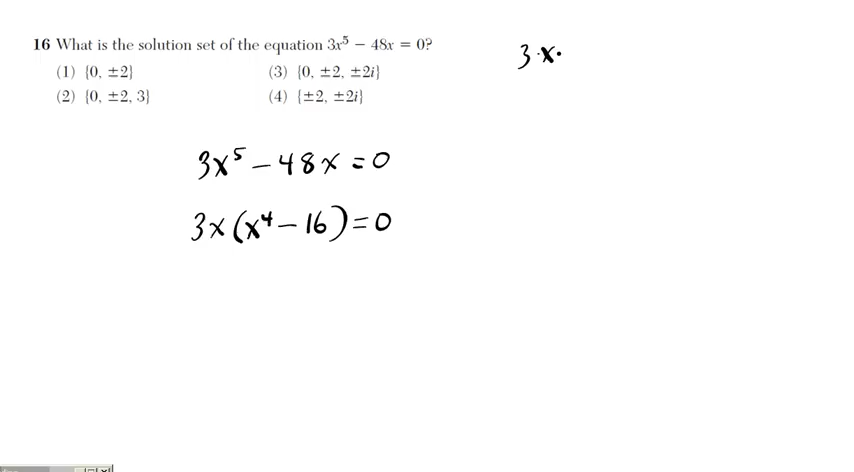 16 What is the solution set of the equation 3x⁵ − 48x = 0?
(1) {0, ±2} (3) {0, ±2, ±2i}
(2) {0, ±2, 3} (4) {±2, ±2i}
3·x·
3x⁵ − 48x = 0
3x(x⁴ − 16) = 0